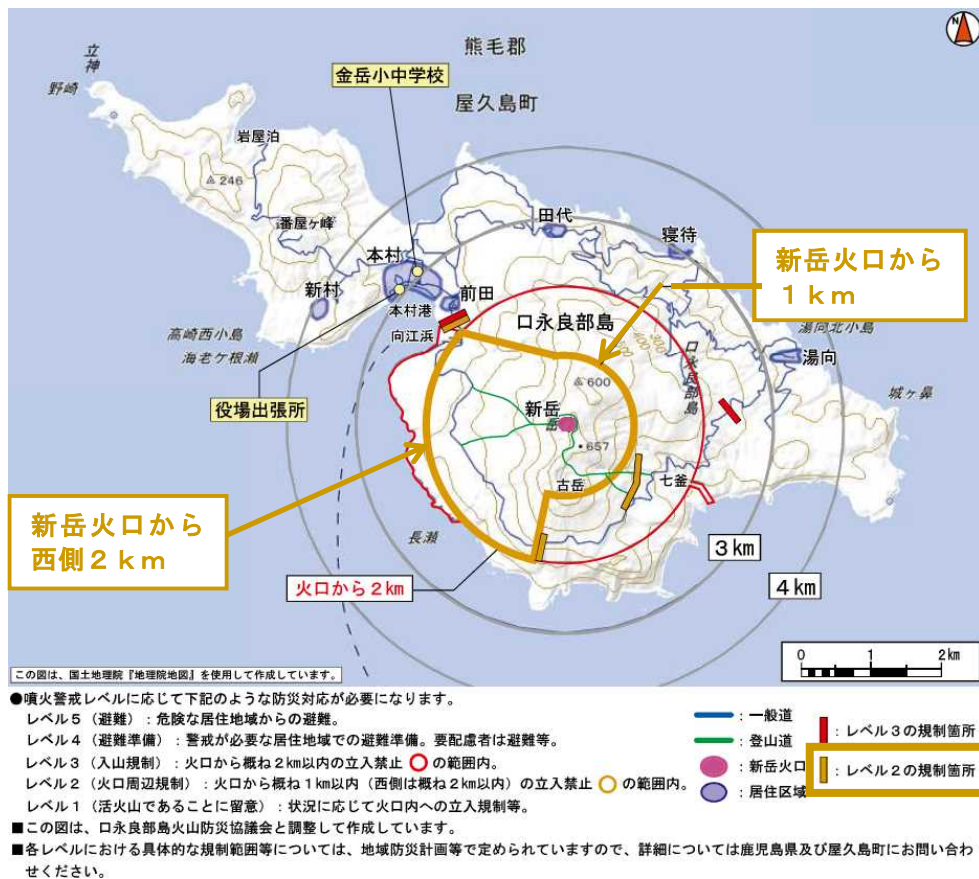 熊毛郡
屋久島町
立神
野崎
金岳小中学校
岩屋泊
246
番屋ヶ峰
本村
新村
本村港
前田
向江浜
田代
寝待
新岳火口から
1km
高崎西小島
海老ケ根瀬
役場出張所
口永良部島
口永良部島
湯向北小島
湯向
城ヶ鼻
600
新岳
岳
657
古岳
七釜
新岳火口から
西側2km
長瀬
火口から2km
3km
4km
0 1 2km
この図は、国土地理院『地理院地図』を使用して作成しています。
●噴火警戒レベルに応じて下記のような防災対応が必要になります。
レベル5（避難）：危険な居住地域からの避難。
レベル4（避難準備）：警戒が必要な居住地域での避難準備。要配慮者は避難等。
レベル3（入山規制）：火口から概ね2km以内の立入禁止 の範囲内。
レベル2（火口周辺規制）：火口から概ね1km以内（西側は概ね2km以内）の立入禁止 の範囲内。
レベル1（活火山であることに留意）：状況に応じて火口内への立入規制等。
：一般道
：登山道
：新岳火口
：居住区域
：レベル3の規制箇所
：レベル2の規制箇所
■この図は、口永良部島火山防災協議会と調整して作成しています。
■各レベルにおける具体的な規制範囲等については、地域防災計画等で定められていますので、詳細については鹿児島県及び屋久島町にお問い合わ
せください。